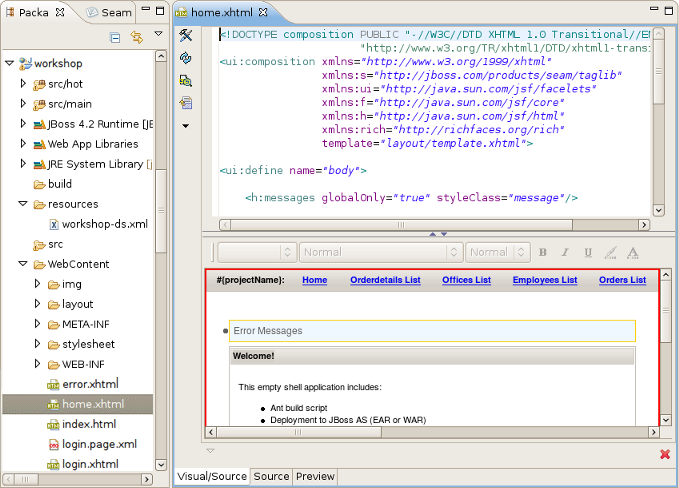 Packa
Seam
workshop
src/hot
src/main
JBoss 4.2 Runtime [JE
Web App Libraries
JRE System Library [J
build
resources
workshop-ds.xml
src
WebContent
img
layout
META-INF
stylesheet
WEB-INF
error.xhtml
home.xhtml
index.html
login.page.xml
login.xhtml
home.xhtml
<!DOCTYPE composition PUBLIC "-//W3C//DTD XHTML 1.0 Transitional//EN
"http://www.w3.org/TR/xhtml1/DTD/xhtml1-transi
<ui:composition xmlns="http://www.w3.org/1999/xhtml"
xmlns:s="http://jboss.com/products/seam/taglib"
xmlns:ui="http://java.sun.com/jsf/facelets"
xmlns:f="http://java.sun.com/jsf/core"
xmlns:h="http://java.sun.com/jsf/html"
xmlns:rich="http://richfaces.org/rich"
template="layout/template.xhtml">
<ui:define name="body">
<h:messages globalOnly="true" styleClass="message"/>
Normal Normal B I U A
#{projectName}: Home Orderdetails List Offices List Employees List Orders List
Error Messages
Welcome!
This empty shell application includes:
Ant build script
Deployment to JBoss AS (EAR or WAR)
Visual/Source Source Preview